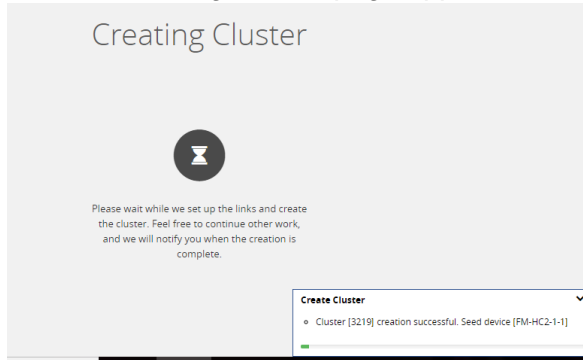 Creating Cluster
Please wait while we set up the links and create
the cluster. Feel free to continue other work,
and we will notify you when the creation is
complete.
Create Cluster
Cluster [3219] creation successful. Seed device [FM-HC2-1-1]